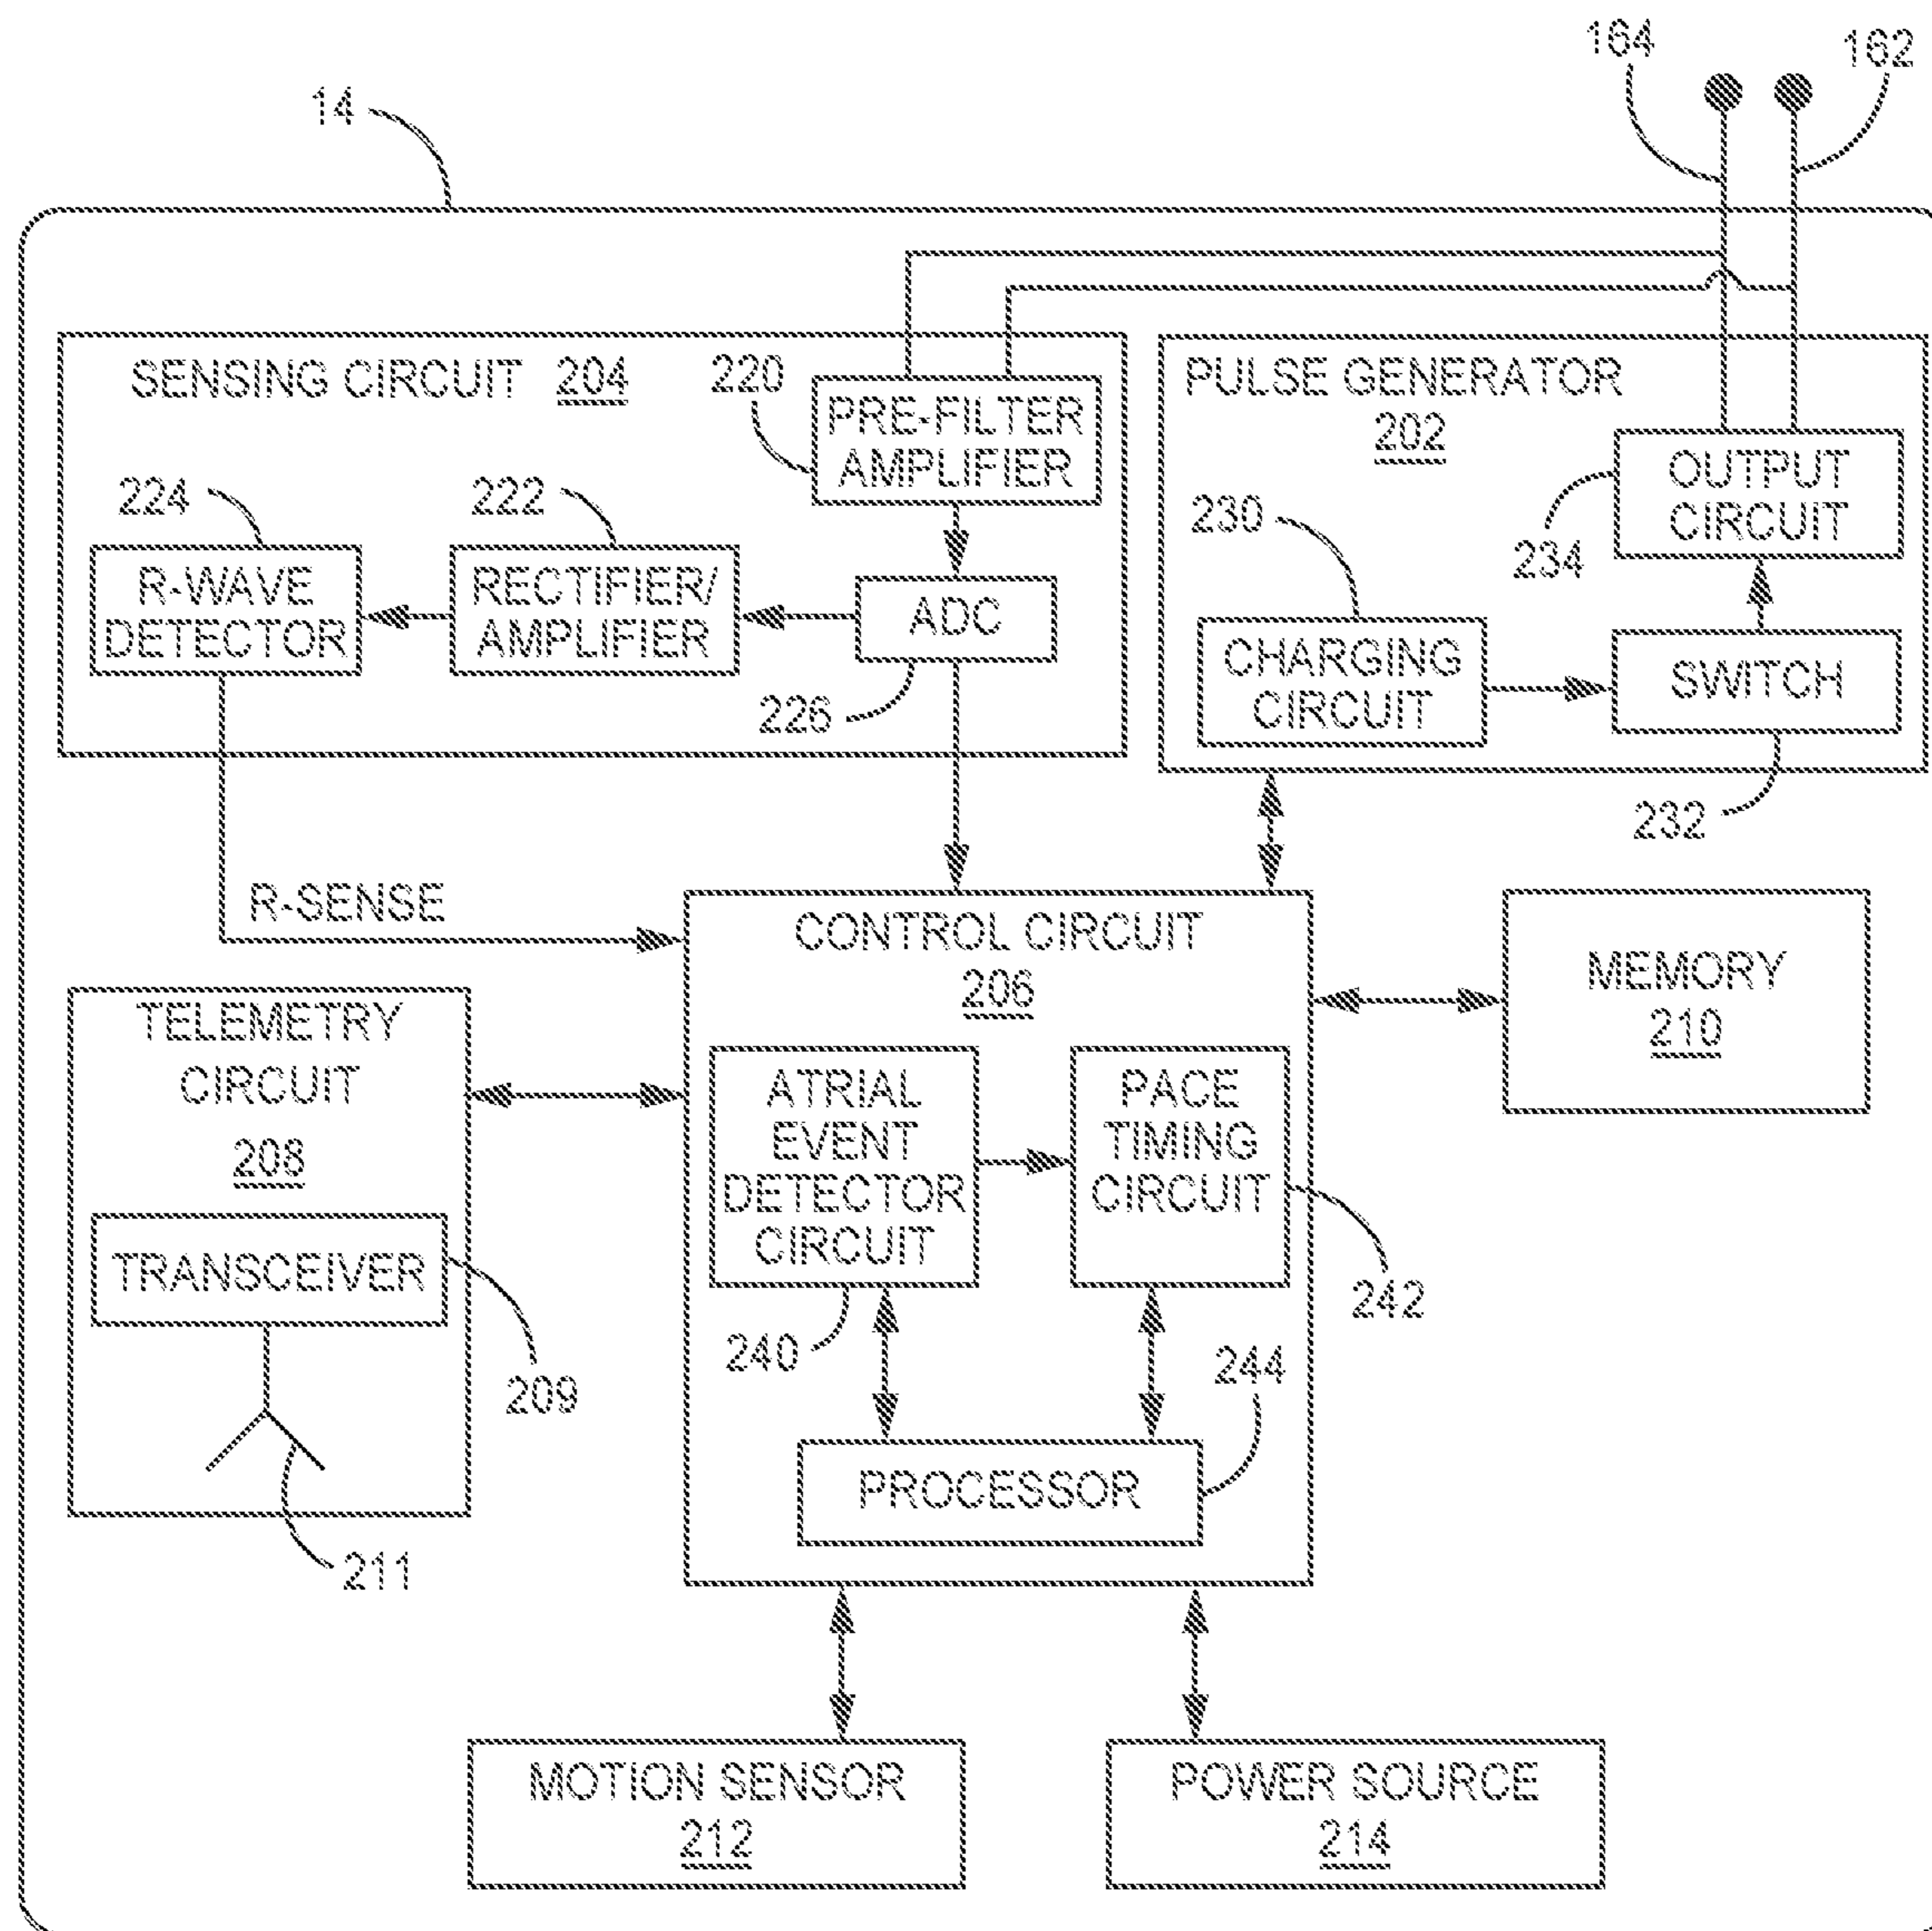 164
162
14
SENSING CIRCUIT 204
220
PRE-FILTER
AMPLIFIER
224
222
R-WAVE
DETECTOR
RECTIFIER/
AMPLIFIER
ADC
226
PULSE GENERATOR
202
OUTPUT
CIRCUIT
230
234
CHARGING
CIRCUIT
SWITCH
232
R-SENSE
CONTROL CIRCUIT
206
MEMORY
210
TELEMETRY
CIRCUIT
208
TRANSCEIVER
209
211
ATRIAL
EVENT
DETECTOR
CIRCUIT
PACE
TIMING
CIRCUIT
240
242
244
PROCESSOR
MOTION SENSOR
212
POWER SOURCE
214